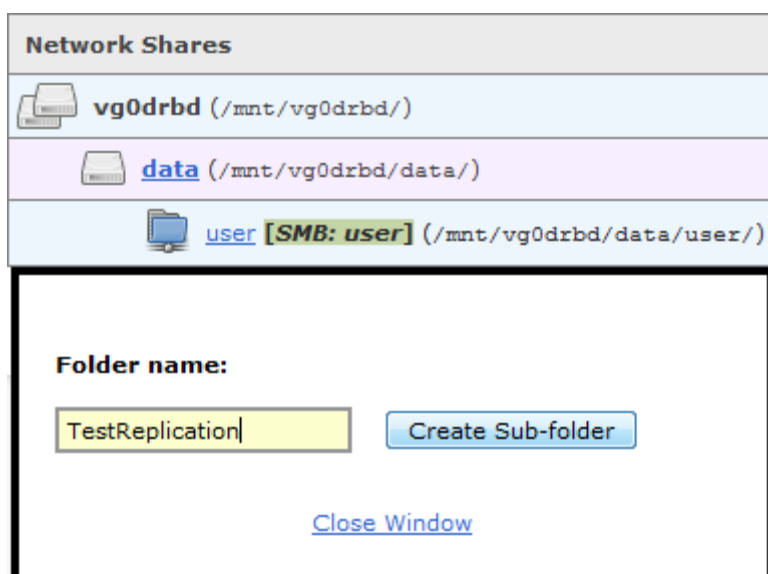 Network Shares
vg0drbd (/mnt/vg0drbd/)
data (/mnt/vg0drbd/data/)
user [SMB: user] (/mnt/vg0drbd/data/user/)
Folder name:
TestReplication
Create Sub-folder
Close Window